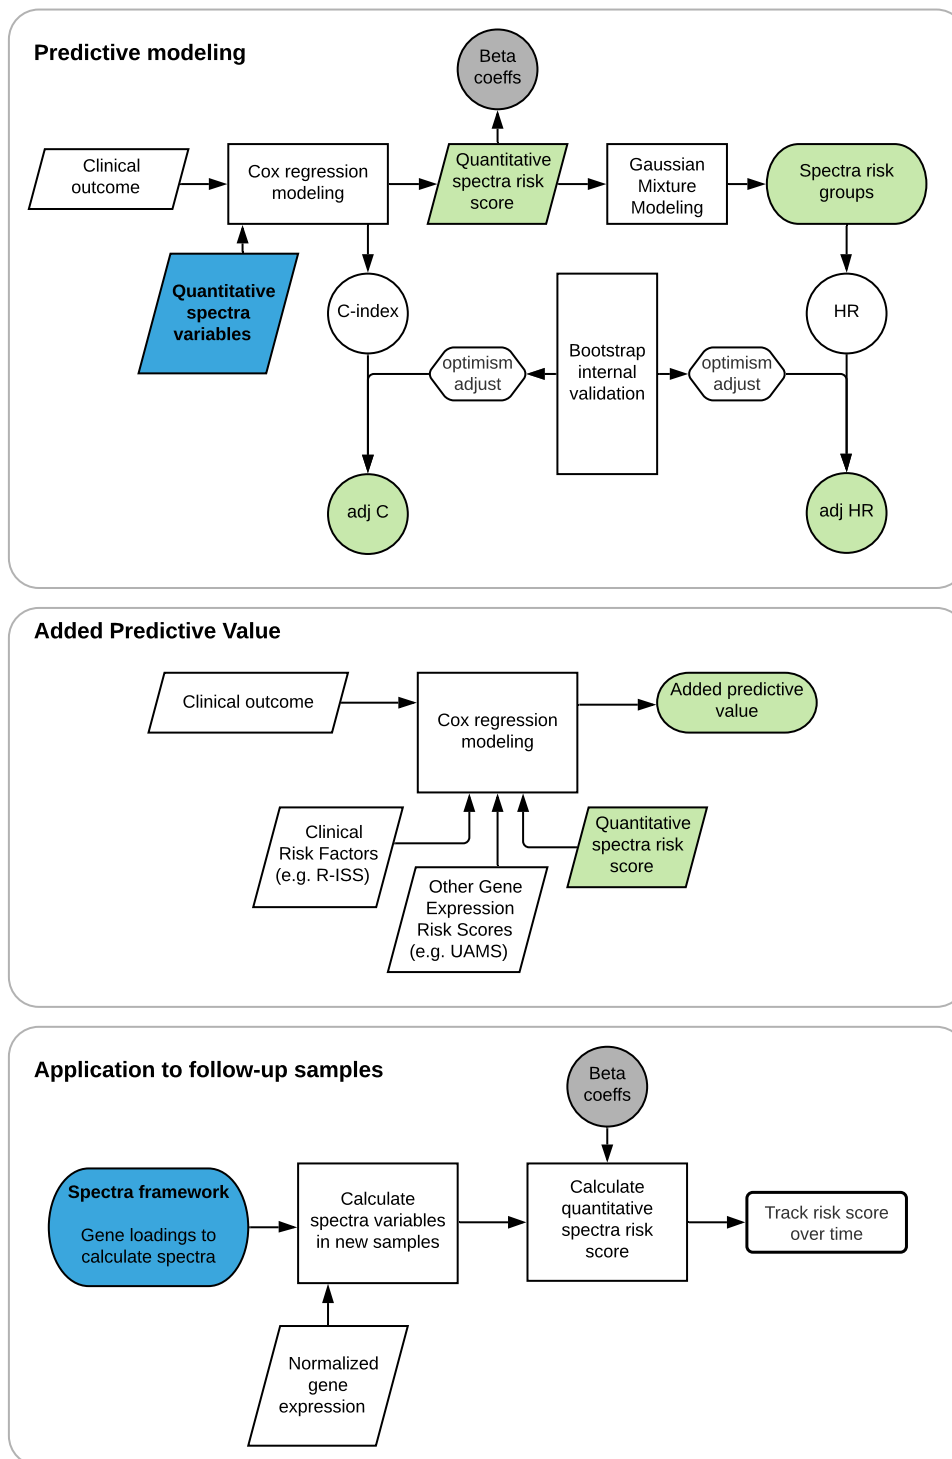 Predictive modeling
Beta
coeffs
Clinical
outcome
Cox regression
modeling
Quantitative
spectra risk
score
Gaussian
Mixture
Modeling
Spectra risk
groups
Quantitative
spectra
variables
C-index
optimism
adjust
Bootstrap
internal
validation
optimism
adjust
HR
adj C
adj HR
Added Predictive Value
Clinical outcome
Cox regression
modeling
Added predictive
value
Clinical
Risk Factors
(e.g. R-ISS)
Other Gene
Expression
Risk Scores
(e.g. UAMS)
Quantitative
spectra risk
score
Application to follow-up samples
Beta
coeffs
Spectra framework
Gene loadings to
calculate spectra
Calculate
spectra variables
in new samples
Calculate
quantitative
spectra risk
score
Track risk score
over time
Normalized
gene
expression